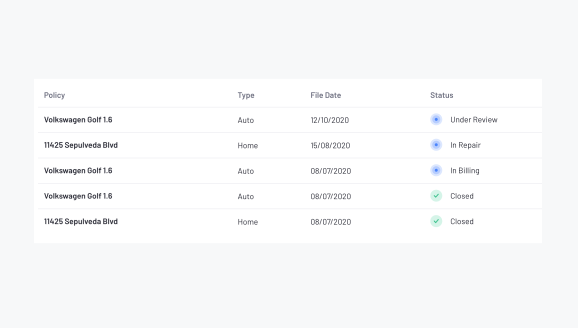 Policy Type File Date Status
Volkswagen Golf 1.6 Auto 12/10/2020 Under Review
11425 Sepulveda Blvd Home 15/08/2020 In Repair
Volkswagen Golf 1.6 Auto 08/07/2020 In Billing
Volkswagen Golf 1.6 Auto 08/07/2020 Closed
11425 Sepulveda Blvd Home 08/07/2020 Closed